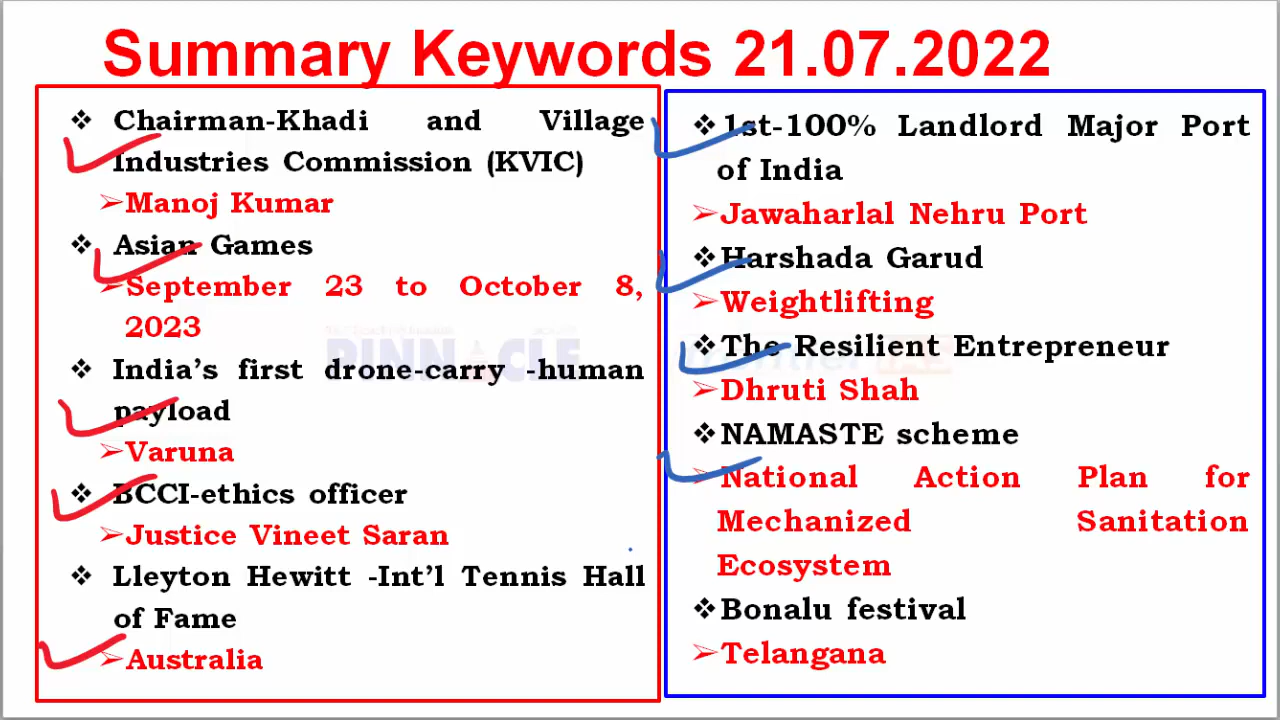 Summary Keywords 21.07.2022
❖ Chairman-Khadi and Village
Industries Commission (KVIC)
➢Manoj Kumar
❖ Asian Games
➢September 23 to October 8,
2023
❖ India's first drone-carry -human
payload
➢Varuna
❖ BCCI-ethics officer
➢Justice Vineet Saran
❖ Lleyton Hewitt -Int'l Tennis Hall
of Fame
➢Australia
❖1st-100% Landlord Major Port
of India
➢Jawaharlal Nehru Port
❖Harshada Garud
➢Weightlifting
❖The Resilient Entrepreneur
➢Dhruti Shah
❖NAMASTE scheme
➢National Action Plan for
Mechanized Sanitation
Ecosystem
❖Bonalu festival
➢Telangana
PINNACLE